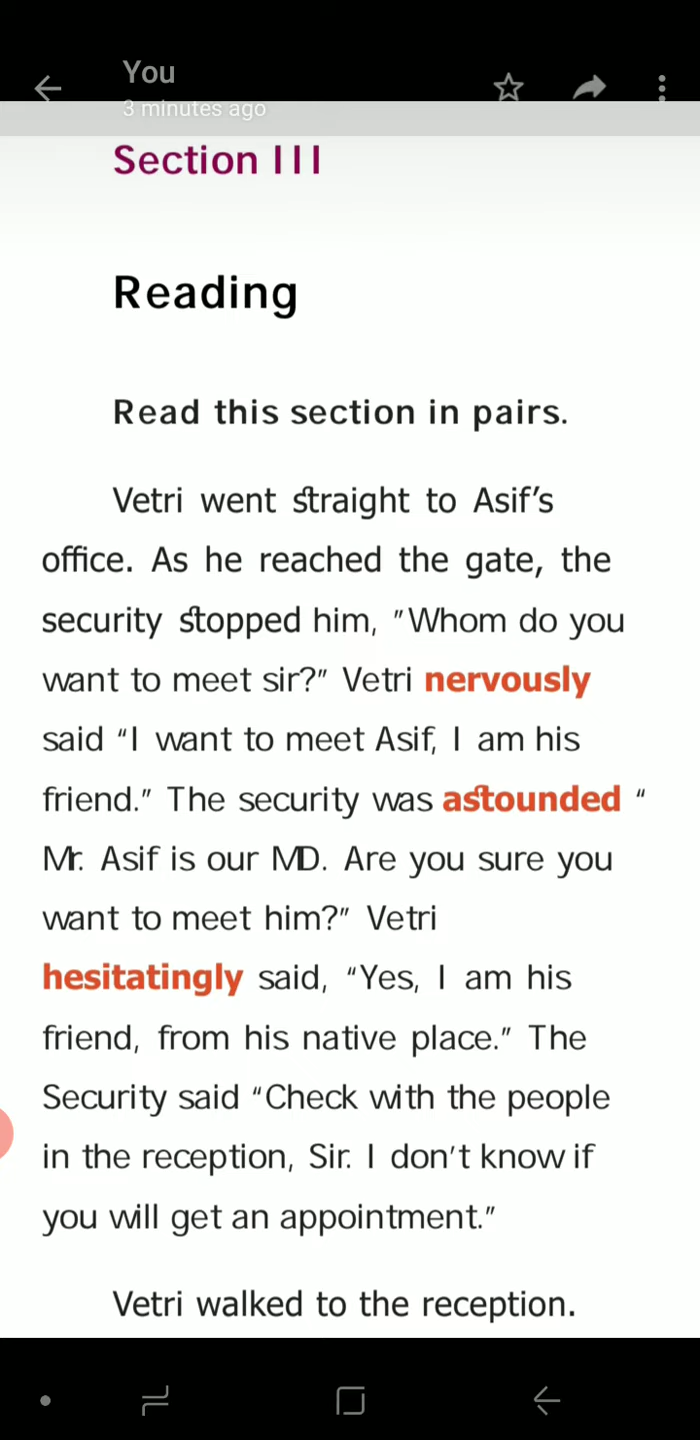 You
3 minutes ago
Section III
Reading
Read this section in pairs.
Vetri went straight to Asif's
office. As he reached the gate, the
security stopped him, "Whom do you
want to meet sir?" Vetri nervously
said "I want to meet Asif, I am his
friend." The security was astounded "
Mr. Asif is our MD. Are you sure you
want to meet him?" Vetri
hesitatingly said, "Yes, I am his
friend, from his native place." The
Security said "Check with the people
in the reception, Sir. I don't know if
you will get an appointment."
Vetri walked to the reception.